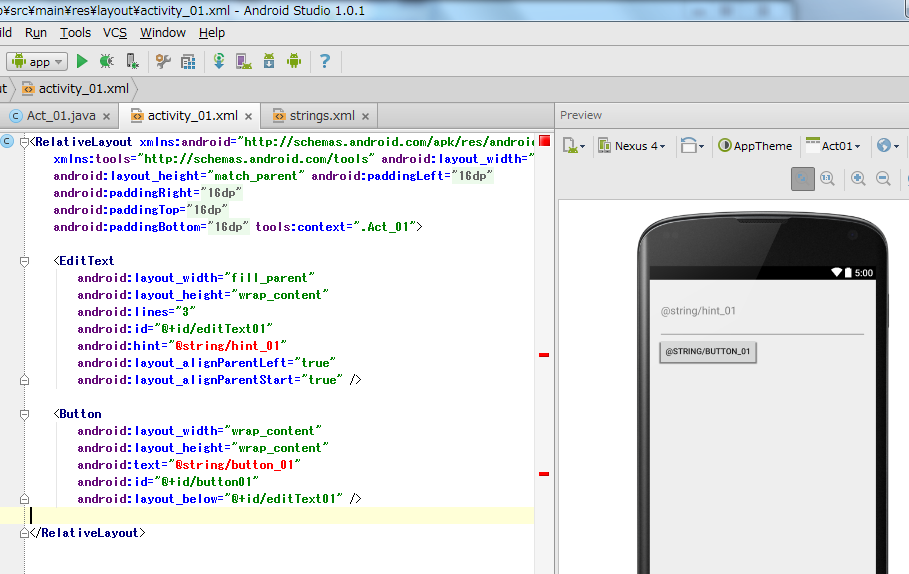 ¥src¥main¥res¥layout¥activity_01.xml - Android Studio 1.0.1
Run Tools VCS Window Help
app
activity_01.xml
Act_01.java activity_01.xml strings.xml
Preview
<RelativeLayout xmlns:android="http://schemas.android.com/apk/res/androi
xmlns:tools="http://schemas.android.com/tools" android:layout_width="
android:layout_height="match_parent" android:paddingLeft="16dp"
android:paddingRight="16dp"
android:paddingTop="16dp"
android:paddingBottom="16dp" tools:context=".Act_01">
<EditText
android:layout_width="fill_parent"
android:layout_height="wrap_content"
android:lines="3"
android:id="@+id/editText01"
android:hint="@string/hint_01"
android:layout_alignParentLeft="true"
android:layout_alignParentStart="true" />
<Button
android:layout_width="wrap_content"
android:layout_height="wrap_content"
android:text="@string/button_01"
android:id="@+id/button01"
android:layout_below="@+id/editText01" />
</RelativeLayout>
Nexus 4 AppTheme Act01
1:1
5:00
@string/hint_01
@STRING/BUTTON_01